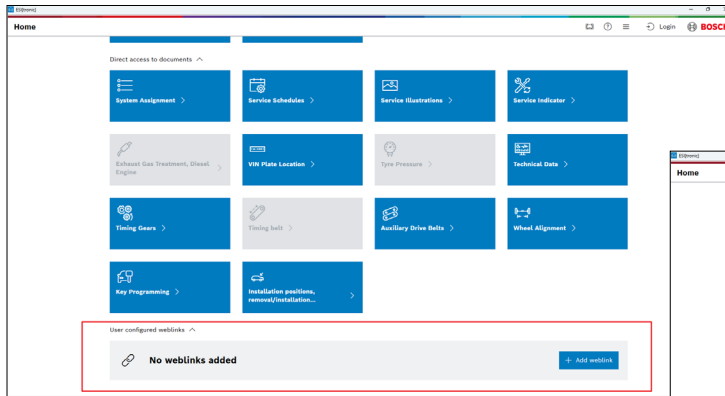 ESI[tronic]
Home
Login
BOSCH
Direct access to documents
System Assignment
Service Schedules
Service Illustrations
Service Indicator
Exhaust Gas Treatment, Diesel
Engine
VIN Plate Location
Tyre Pressure
Technical Data
Timing Gears
Timing belt
Auxiliary Drive Belts
Wheel Alignment
Key Programming
Installation positions,
removal/installation...
User configured weblinks
No weblinks added
+ Add weblink
ESI[tronic]
Home